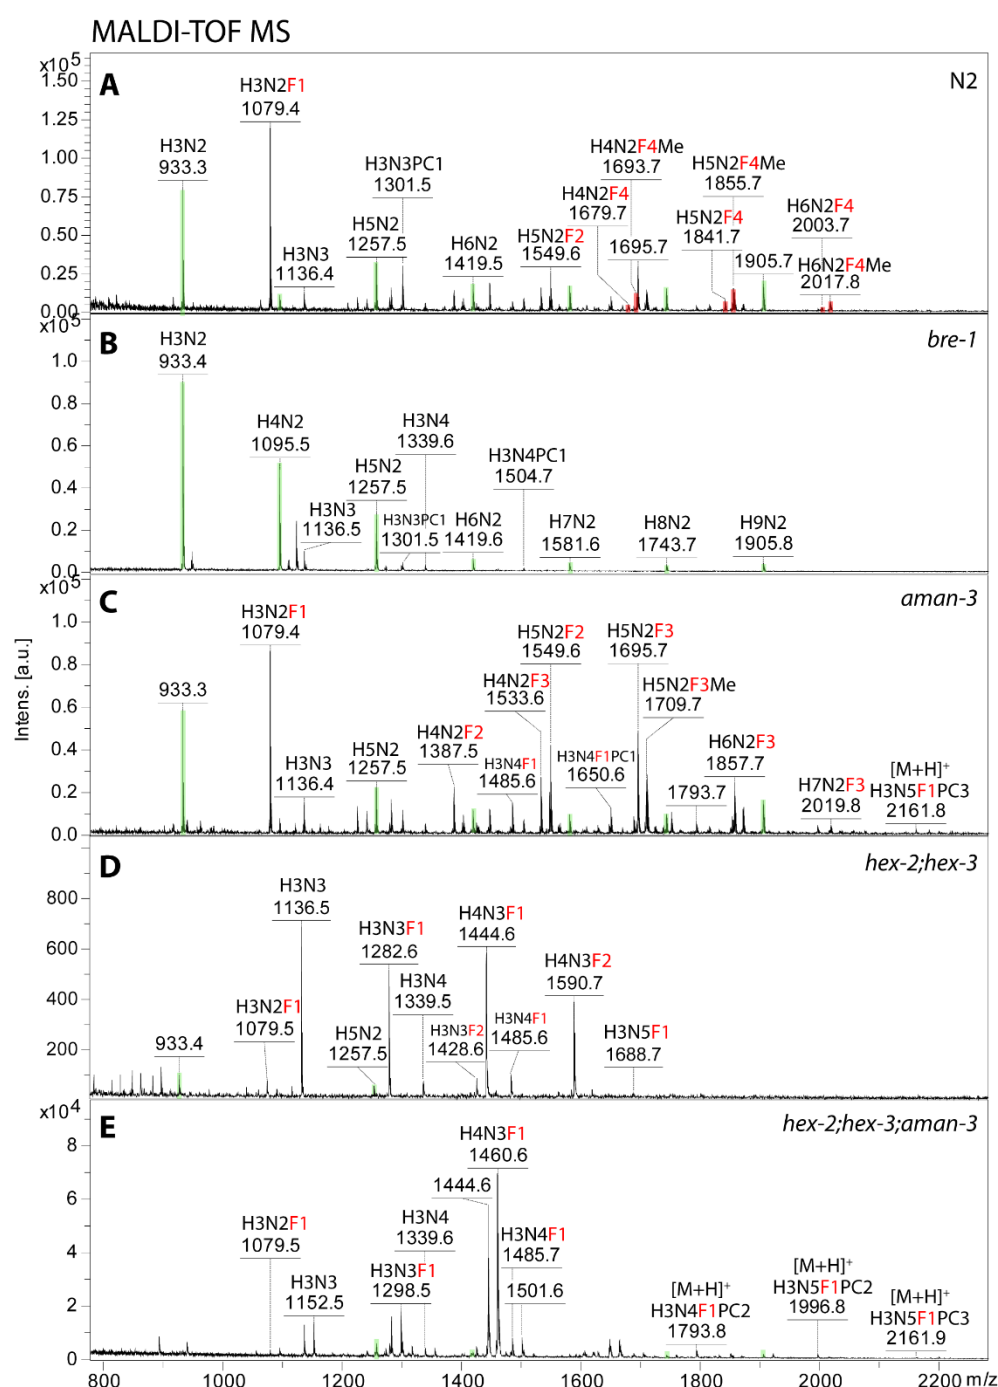 MALDI-TOF MS
x10⁵
A
N2
1.50
1.25
1.00
0.75
0.50
0.25
0.00
H3N2
933.3
H3N2F1
1079.4
H3N3
1136.4
H5N2
1257.5
H3N3PC1
1301.5
H6N2
1419.5
H5N2F2
1549.6
H4N2F4
1679.7
H4N2F4Me
1693.7
1695.7
H5N2F4
1841.7
H5N2F4Me
1855.7
1905.7
H6N2F4
2003.7
H6N2F4Me
2017.8
x10⁵
B
bre-1
1.0
0.8
0.6
0.4
0.2
0.0
H3N2
933.4
H4N2
1095.5
H3N3
1136.5
H5N2
1257.5
H3N3PC1
1301.5
H3N4
1339.6
H6N2
1419.6
H3N4PC1
1504.7
H7N2
1581.6
H8N2
1743.7
H9N2
1905.8
x10⁵
C
aman-3
1.0
0.8
0.6
0.4
0.2
0.0
933.3
H3N2F1
1079.4
H3N3
1136.4
H5N2
1257.5
H4N2F2
1387.5
H3N4F1
1485.6
H4N2F3
1533.6
H5N2F2
1549.6
H3N4F1PC1
1650.6
H5N2F3
1695.7
H5N2F3Me
1709.7
1793.7
H6N2F3
1857.7
H7N2F3
2019.8
[M+H]⁺
H3N5F1PC3
2161.8
Intens. [a.u.]
D
hex-2;hex-3
800
600
400
200
933.4
H3N2F1
1079.5
H3N3
1136.5
H5N2
1257.5
H3N3F1
1282.6
H3N4
1339.5
H3N3F2
1428.6
H4N3F1
1444.6
H3N4F1
1485.6
H4N3F2
1590.7
H3N5F1
1688.7
x10⁴
E
hex-2;hex-3;aman-3
8
6
4
2
0
H3N2F1
1079.5
H3N3
1152.5
H3N3F1
1298.5
H3N4
1339.6
1444.6
H4N3F1
1460.6
H3N4F1
1485.7
1501.6
[M+H]⁺
H3N4F1PC2
1793.8
[M+H]⁺
H3N5F1PC2
1996.8
[M+H]⁺
H3N5F1PC3
2161.9
800 1000 1200 1400 1600 1800 2000 2200 m/z